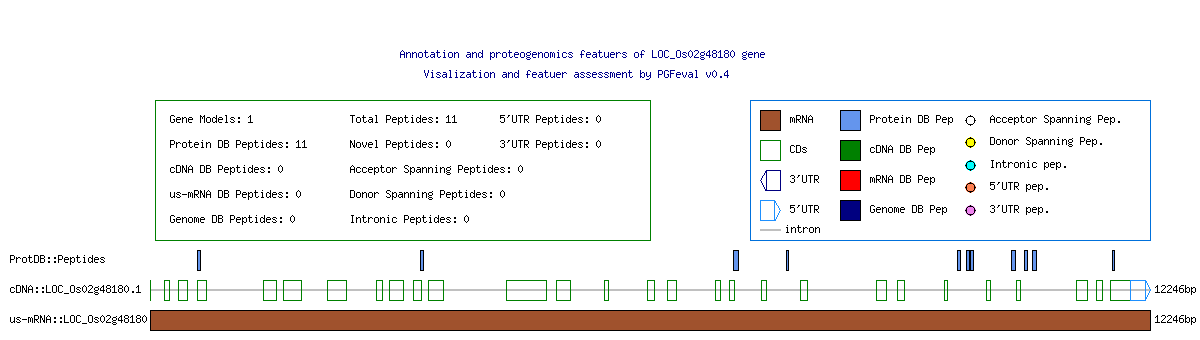 Annotation and proteogenomics featuers of LOC_Os02g48180 gene
Visalization and featuer assessment by PGFeval v0.4
Gene Models: 1 Total Peptides: 11 5'UTR Peptides: 0
Protein DB Peptides: 11 Novel Peptides: 0 3'UTR Peptides: 0
cDNA DB Peptides: 0 Acceptor Spanning Peptides: 0
us-mRNA DB Peptides: 0 Donor Spanning Peptides: 0
Genome DB Peptides: 0 Intronic Peptides: 0
mRNA Protein DB Pep Acceptor Spanning Pep.
CDs cDNA DB Pep Donor Spanning Pep.
3'UTR mRNA DB Pep Intronic pep.
5'UTR Genome DB Pep 5'UTR pep.
intron 3'UTR pep.
ProtDB::Peptides
cDNA::LOC_Os02g48180.1 12246bp
us-mRNA::LOC_Os02g48180 12246bp